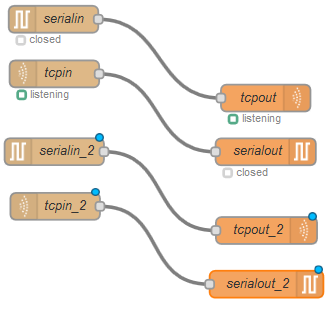 serialin
closed
tcpin
listening
tcpout
listening
serialout
closed
serialin_2
tcpin_2
tcpout_2
serialout_2